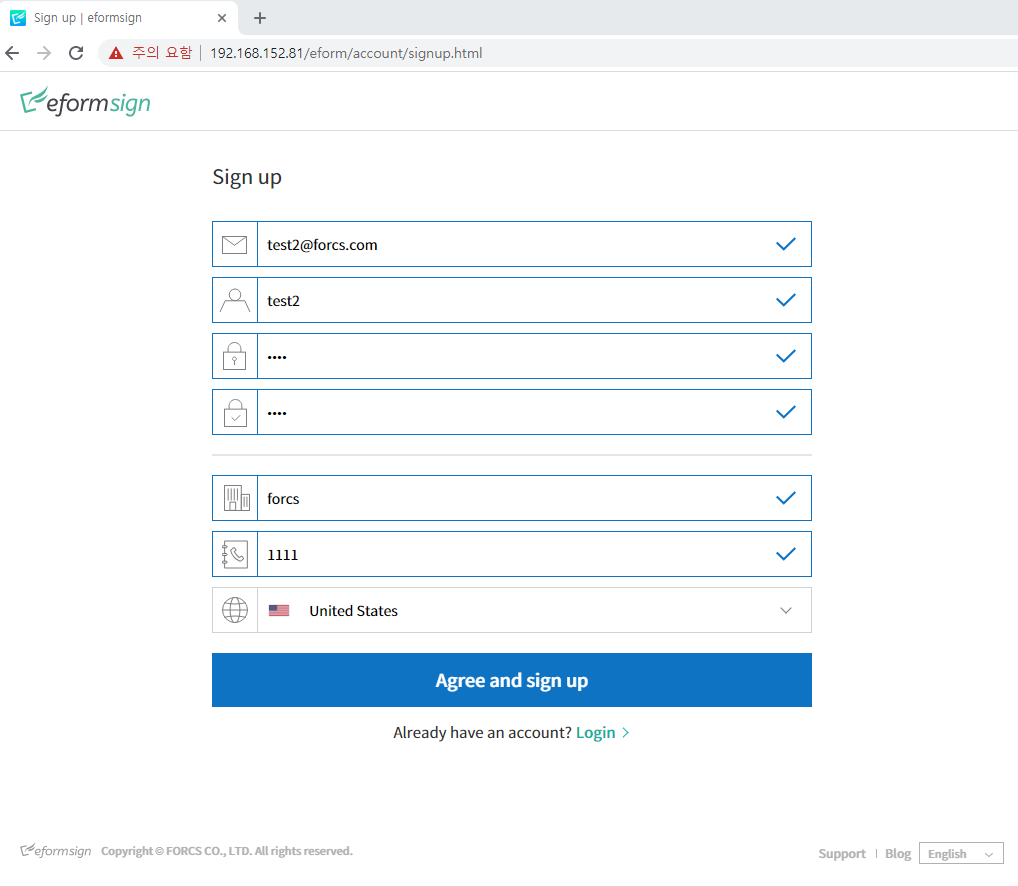 Sign up | eformsign
주의 요함 | 192.168.152.81/eform/account/signup.html
eformsign
Sign up
test2@forcs.com
test2
••••
••••
forcs
1111
United States
Agree and sign up
Already have an account? Login >
eformsign Copyright © FORCS CO., LTD. All rights reserved.
Support | Blog English